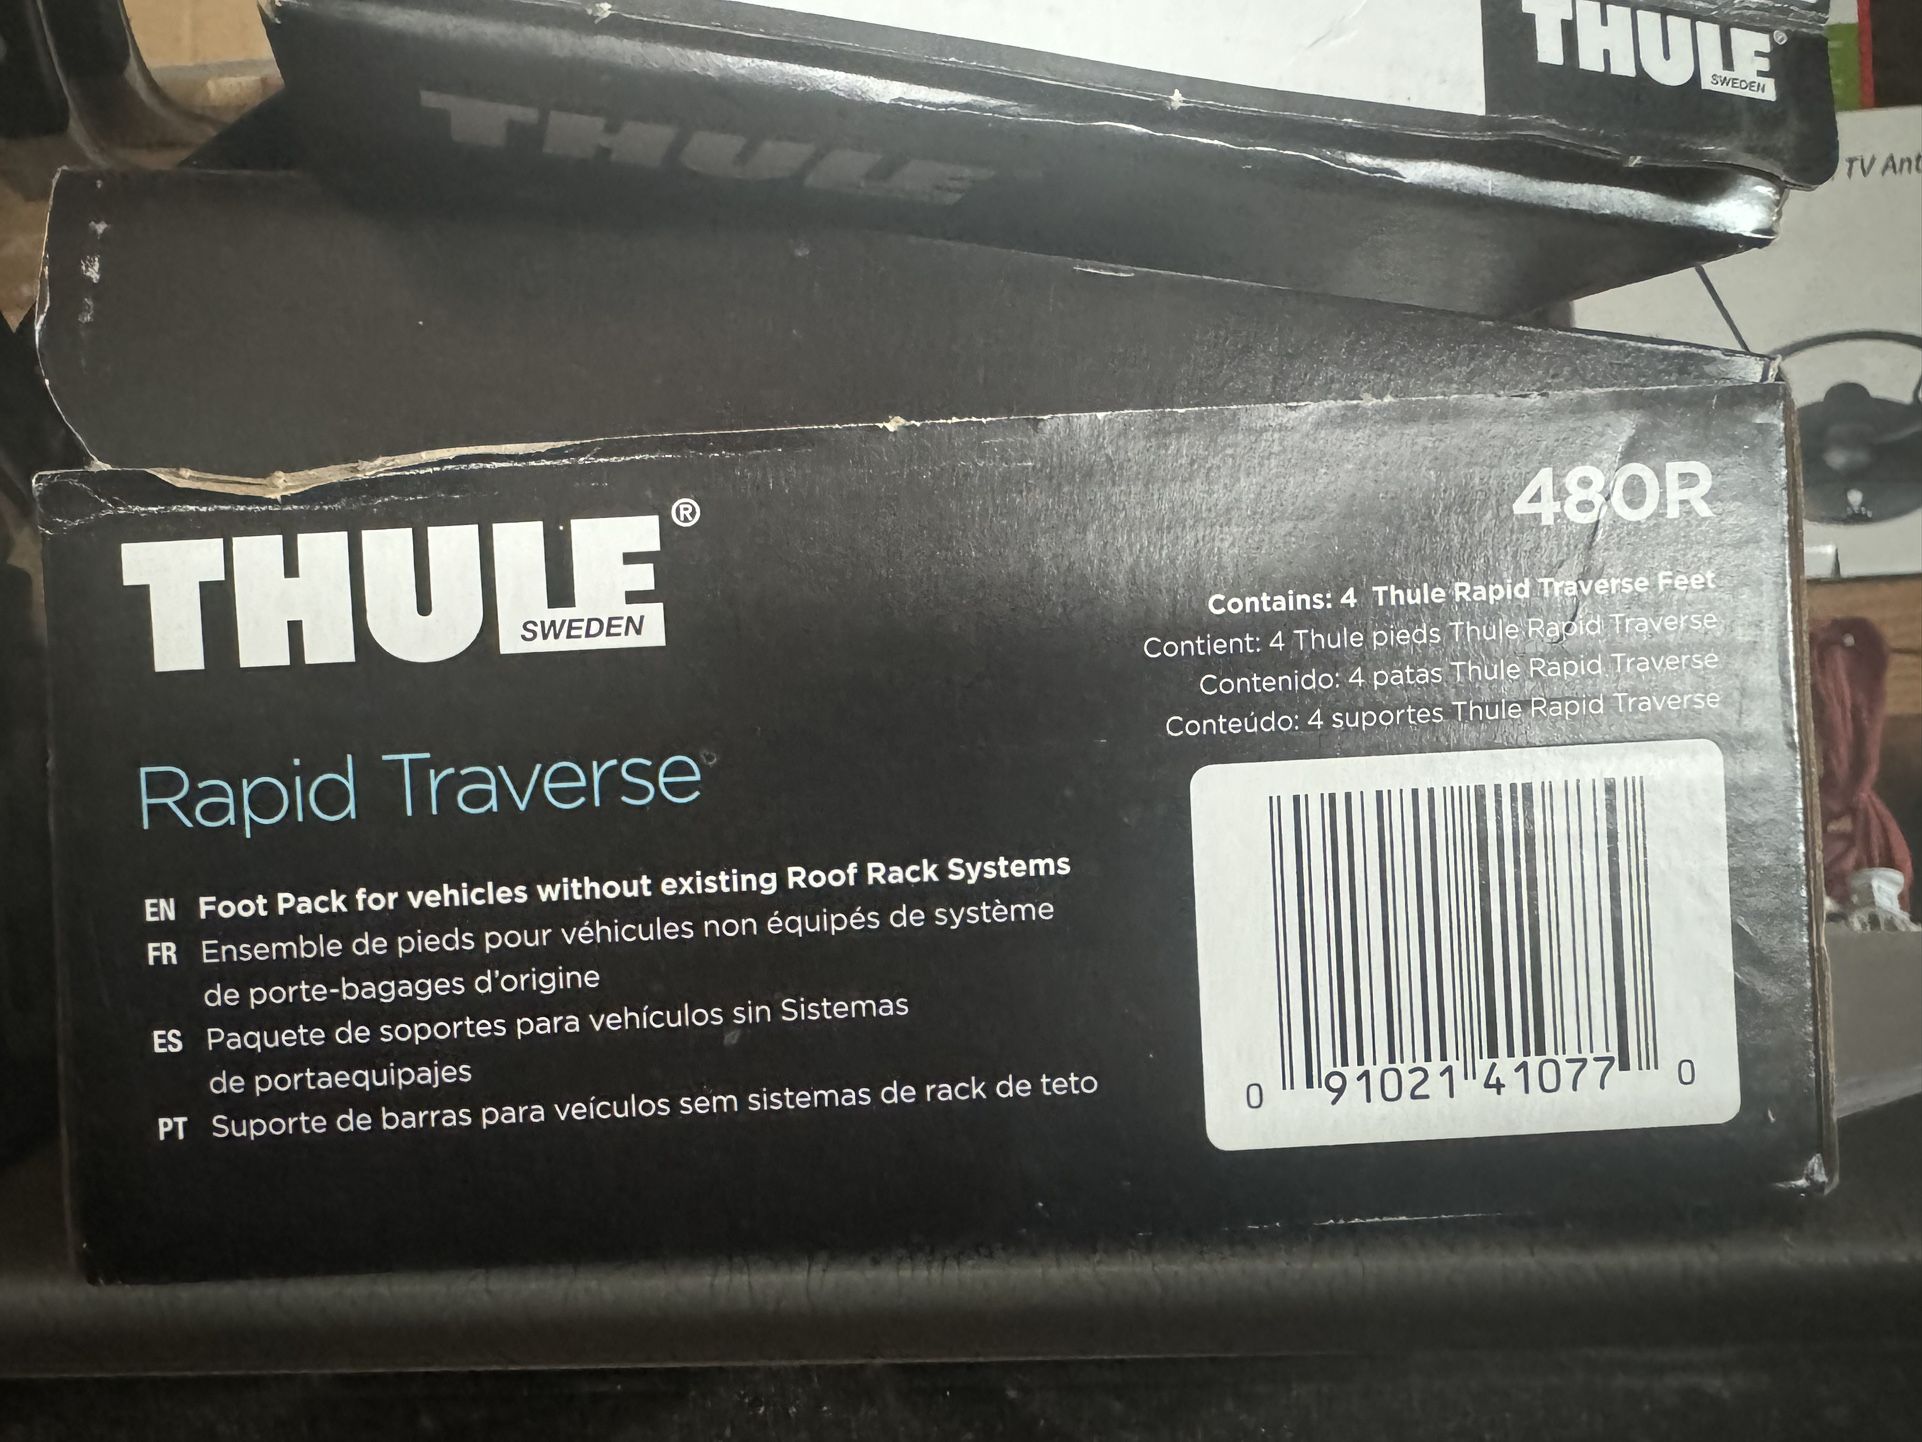 THULE®
SWEDEN
THULE
TV Ant
THULE®
SWEDEN
480R
Contains: 4 Thule Rapid Traverse Feet
Contient: 4 Thule pieds Thule Rapid Traverse
Contenido: 4 patas Thule Rapid Traverse
Conteúdo: 4 suportes Thule Rapid Traverse
Rapid Traverse
EN Foot Pack for vehicles without existing Roof Rack Systems
FR Ensemble de pieds pour véhicules non équipés de système
de porte-bagages d'origine
ES Paquete de soportes para vehículos sin Sistemas
de portaequipajes
PT Suporte de barras para veículos sem sistemas de rack de teto
0 91021 41077 0